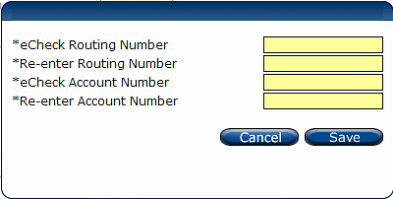 *eCheck Routing Number
*Re-enter Routing Number
*eCheck Account Number
*Re-enter Account Number
Cancel Save